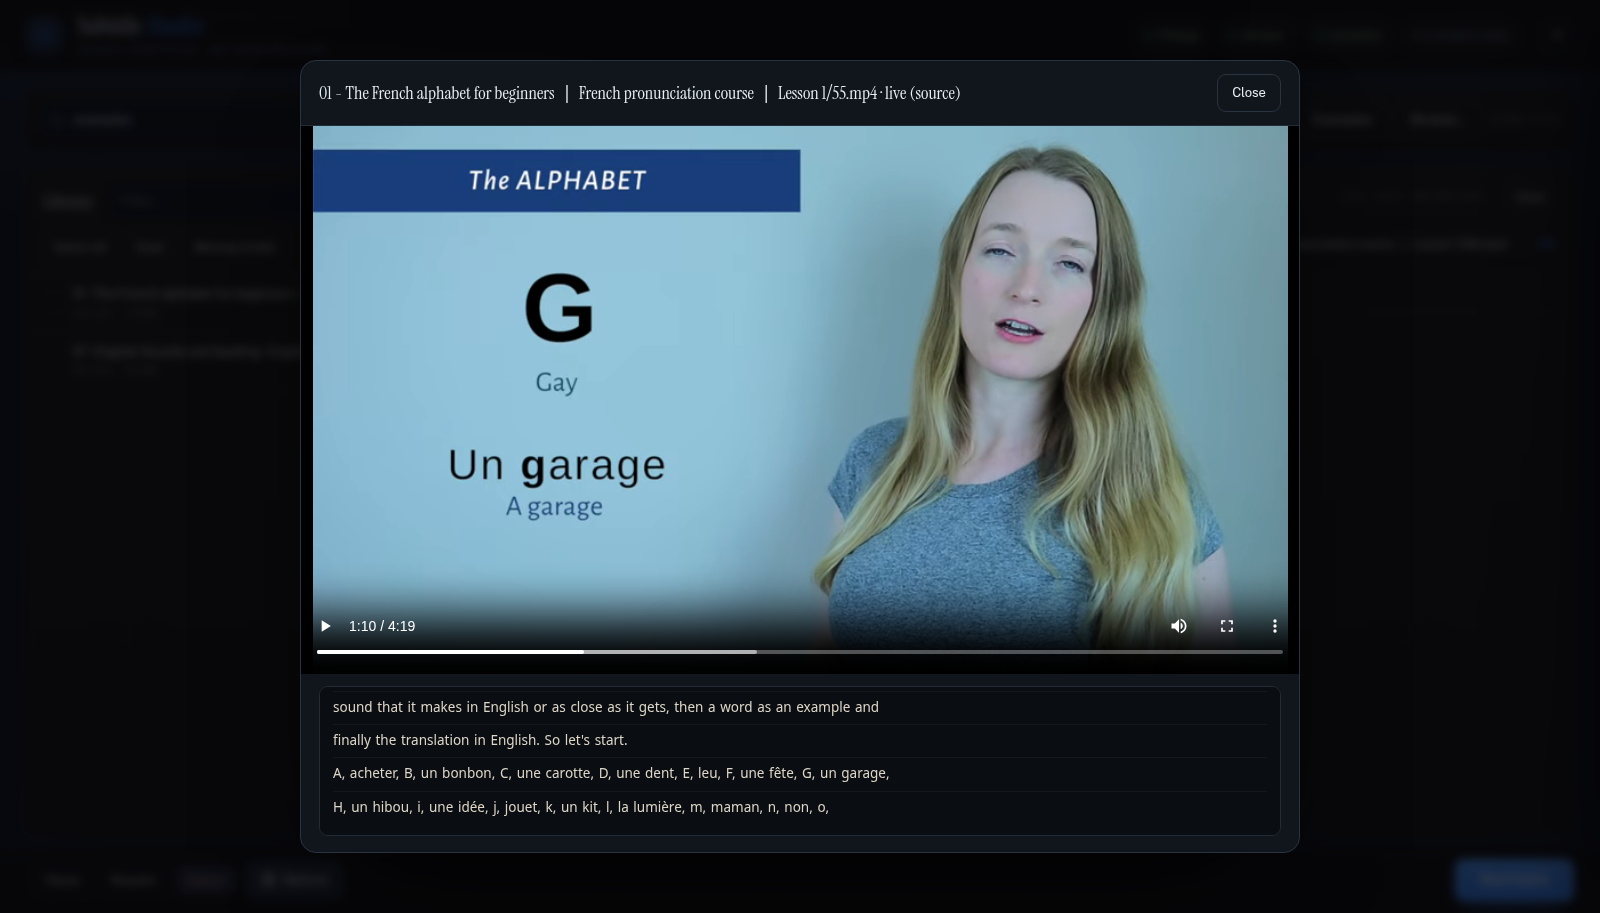 01 - The French alphabet for beginners | French pronunciation course | Lesson 1/55.mp4 · live (source)
Close
The ALPHABET
G
Gay
Un garage
A garage
1:10 / 4:19
sound that it makes in English or as close as it gets, then a word as an example and
finally the translation in English. So let's start.
A, acheter, B, un bonbon, C, une carotte, D, une dent, E, leu, F, une fête, G, un garage,
H, un hibou, i, une idée, j, jouet, k, un kit, l, la lumière, m, maman, n, non, o,